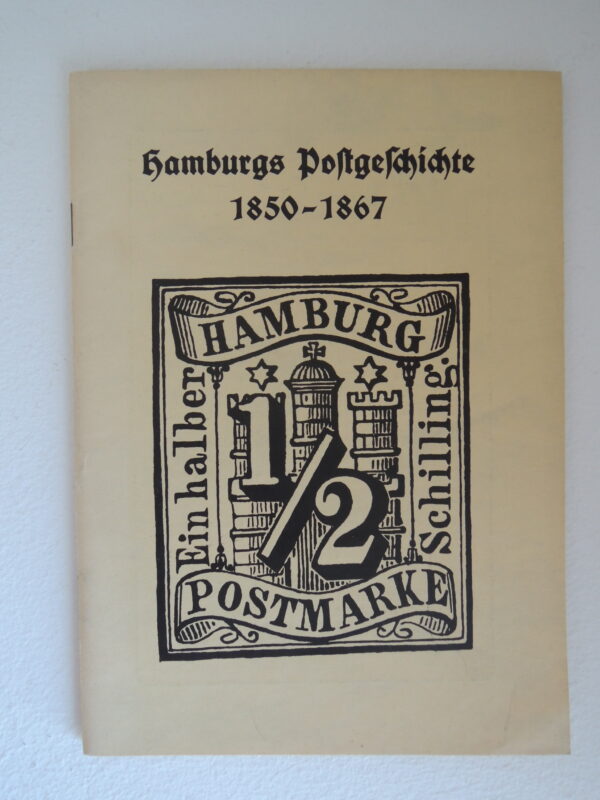 Hamburgs Poſtgeſchichte
1850-1867
HAMBURG
Ein halber
1/2
Schilling.
POSTMARKE